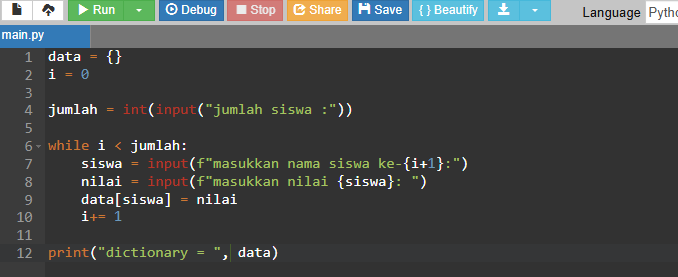 Run Debug Stop Share Save { } Beautify Language
main.py
1 data = {}
2 i = 0
3
4 jumlah = int(input("jumlah siswa :"))
5
6 while i < jumlah:
7 siswa = input(f"masukkan nama siswa ke-{i+1}:")
8 nilai = input(f"masukkan nilai {siswa}: ")
9 data[siswa] = nilai
10 i+= 1
11
12 print("dictionary = ", data)